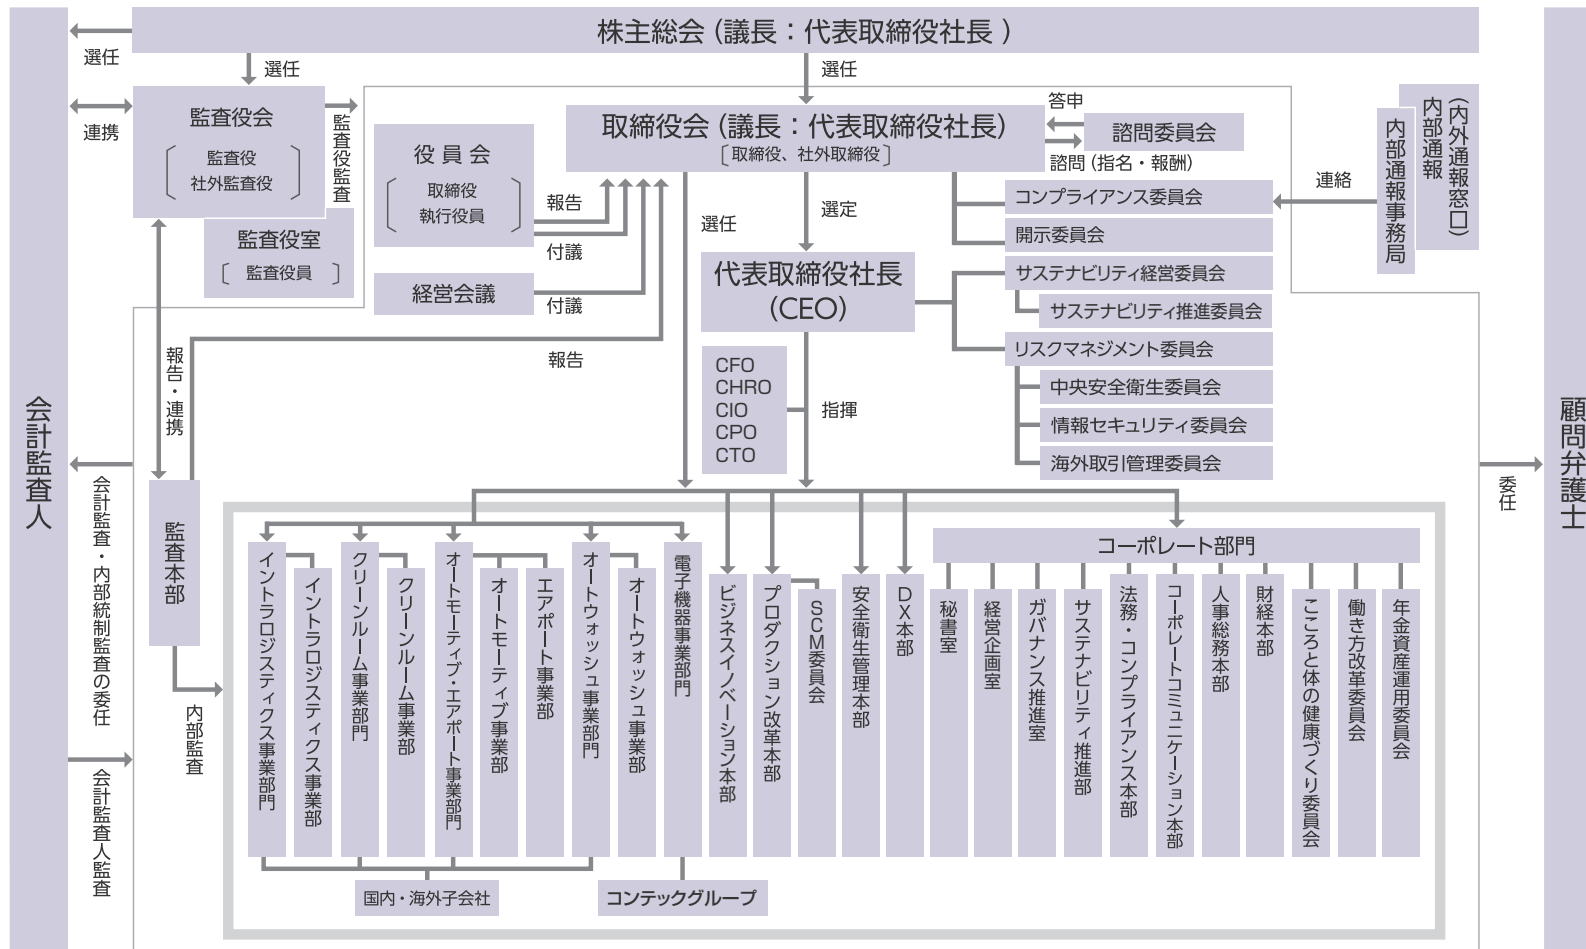 株主総会（議長：代表取締役社長）
選任
選任
選任
連携
監査役会
監査役
社外監査役
監査役監査
監査役室
監査役員
役員会
取締役
執行役員
報告
付議
経営会議
付議
報告
取締役会（議長：代表取締役社長）
取締役、社外取締役
答申
諮問委員会
諮問（指名・報酬）
選任
選定
代表取締役社長
（CEO）
CFO
CHRO
CIO
CPO
CTO
指揮
コンプライアンス委員会
開示委員会
サステナビリティ経営委員会
サステナビリティ推進委員会
リスクマネジメント委員会
中央安全衛生委員会
情報セキュリティ委員会
海外取引管理委員会
連絡
内部通報事務局
内部通報
（内外通報窓口）
会計監査人
顧問弁護士
委任
報告・連携
会計監査・内部統制監査の委任
会計監査人監査
監査本部
内部監査
イントラロジスティクス事業部門
イントラロジスティクス事業部
クリーンルーム事業部門
クリーンルーム事業部
オートモーティブ・エアポート事業部門
オートモーティブ事業部
エアポート事業部
オートウォッシュ事業部門
オートウォッシュ事業部
電子機器事業部門
ビジネスイノベーション本部
プロダクション改革本部
SCM委員会
安全衛生管理本部
DX本部
コーポレート部門
秘書室
経営企画室
ガバナンス推進室
サステナビリティ推進部
法務・コンプライアンス本部
コーポレートコミュニケーション本部
人事総務本部
財経本部
こころと体の健康づくり委員会
働き方改革委員会
年金資産運用委員会
国内・海外子会社
コンテックグループ